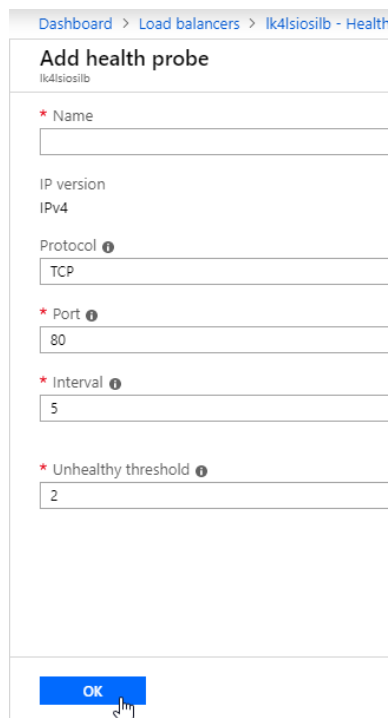 Dashboard > Load balancers > lk4lsiosilb - Health
Add health probe
lk4lsiosilb
* Name
IP version
IPv4
Protocol
TCP
* Port
80
* Interval
5
* Unhealthy threshold
2
OK